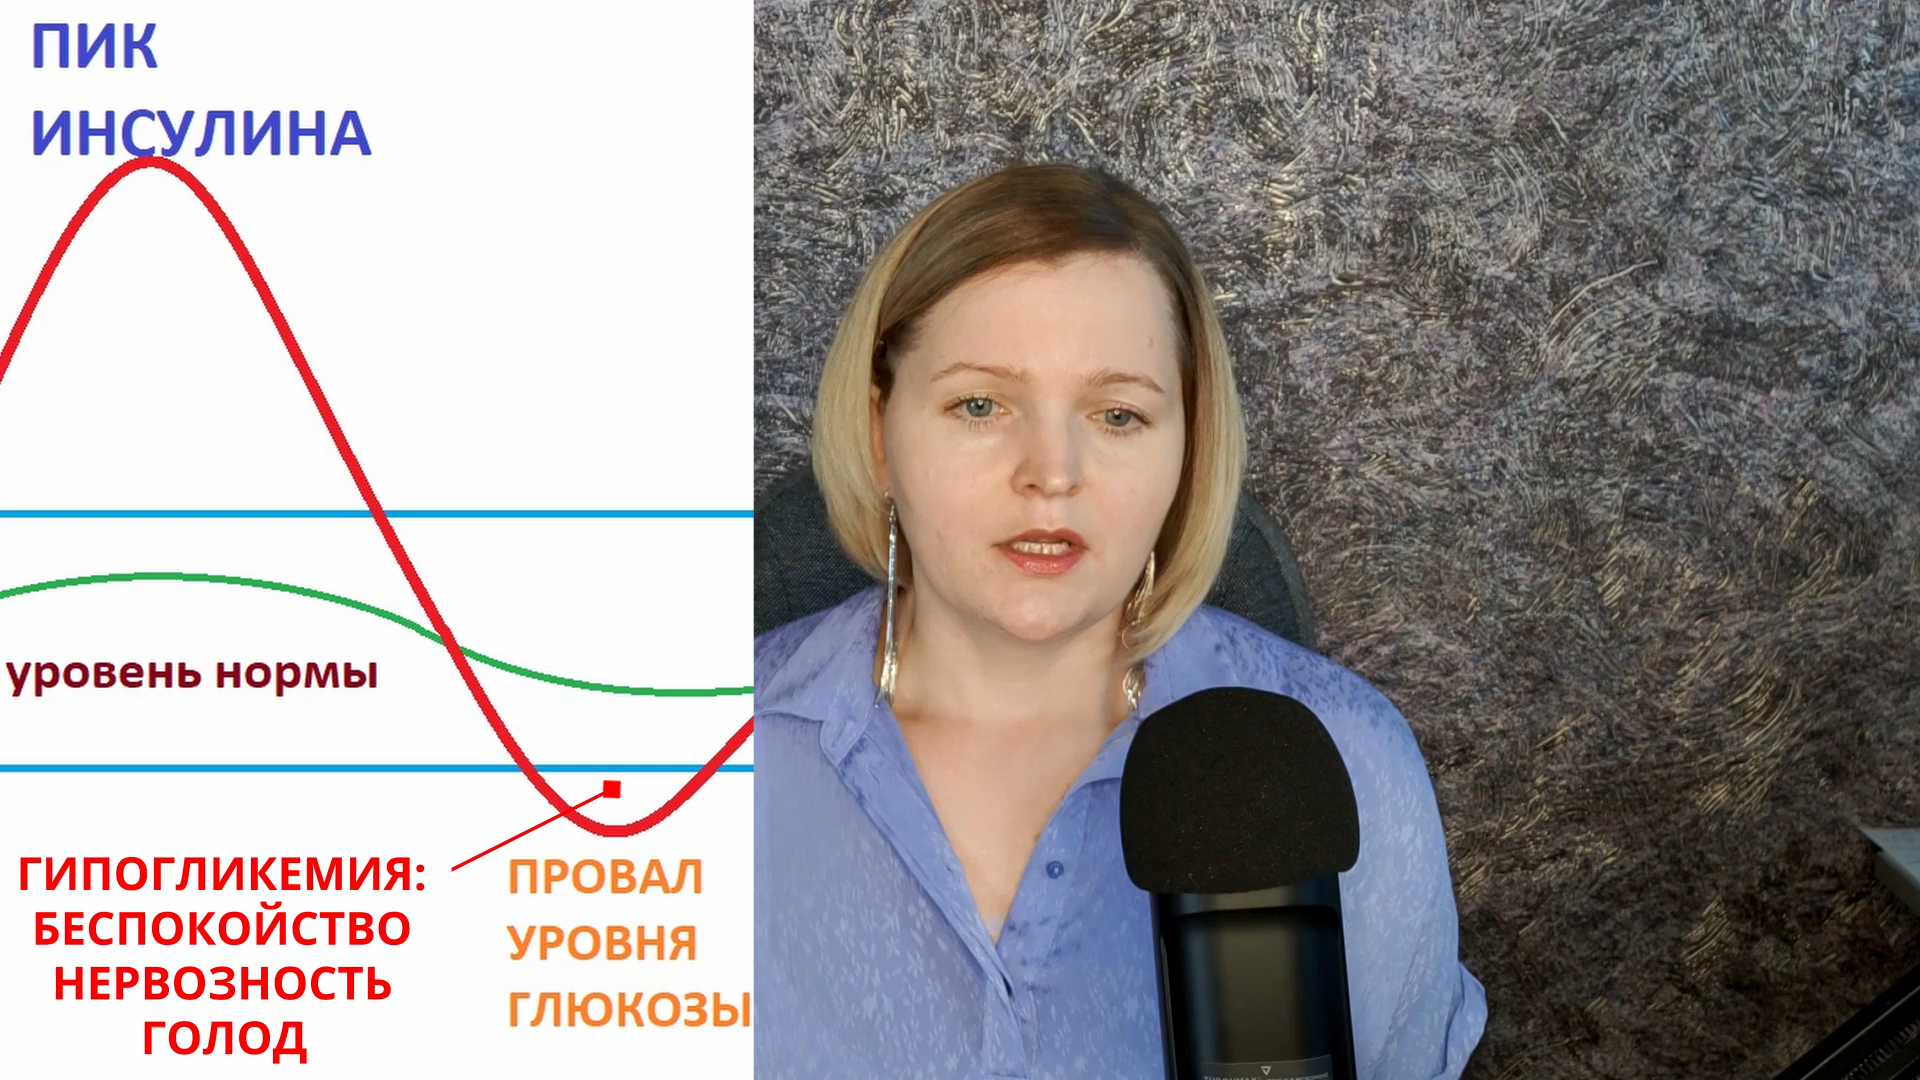 ПИК
ИНСУЛИНА
уровень нормы
ГИПОГЛИКЕМИЯ:
БЕСПОКОЙСТВО
НЕРВОЗНОСТЬ
ГОЛОД
ПРОВАЛ
УРОВНЯ
ГЛЮКОЗЫ